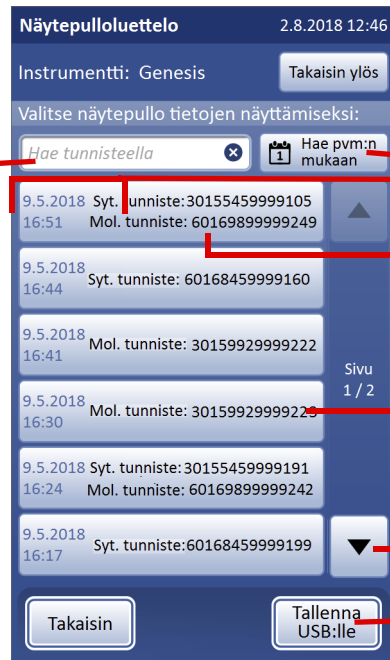 Näytepulloluettelo 2.8.2018 12:46
Instrumentti: Genesis Takaisin ylös
Valitse näytepullo tietojen näyttämiseksi:
Hae tunnisteella
1 Hae pvm:n
mukaan
9.5.2018 Syt. tunniste: 30155459999105
16:51 Mol. tunniste: 60169899999249
9.5.2018
16:44 Syt. tunniste: 60168459999160
9.5.2018
16:41 Mol. tunniste: 30159929999222
Sivu
1 / 2
9.5.2018
16:30 Mol. tunniste: 30159929999223
9.5.2018 Syt. tunniste: 30155459999191
16:24 Mol. tunniste: 60169899999242
9.5.2018
16:17 Syt. tunniste: 60168459999199
Takaisin
Tallenna
USB:lle